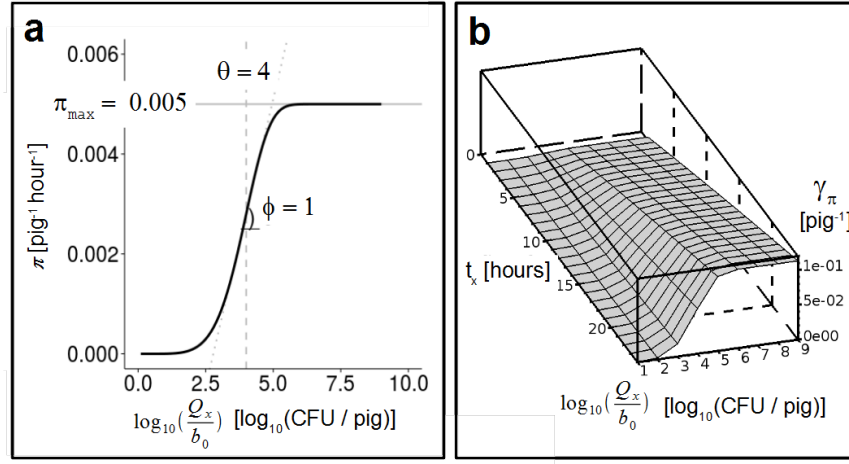 a
0.006
θ = 4
π_max = 0.005
0.004
π [pig⁻¹ hour⁻¹]
ϕ = 1
0.002
0.000
0.0 2.5 5.0 7.5 10.0
log₁₀(Q_x/b₀) [log₁₀(CFU / pig)]
b
0
5
10
15
20
t_x [hours]
γ_π
[pig⁻¹]
1e-01
5e-02
0e00
1 2 3 4 5 6 7 8 9
log₁₀(Q_x/b₀) [log₁₀(CFU / pig)]